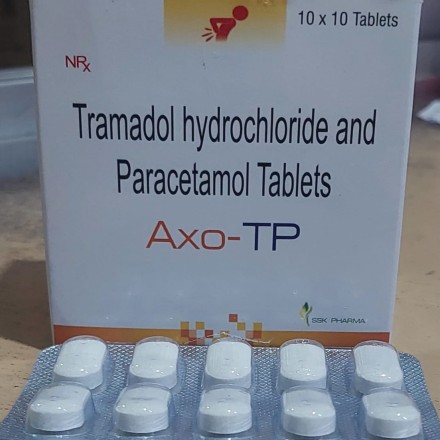 10 x 10 Tablets
NRx
Tramadol hydrochloride and
Paracetamol Tablets
Axo-TP
SSK PHARMA